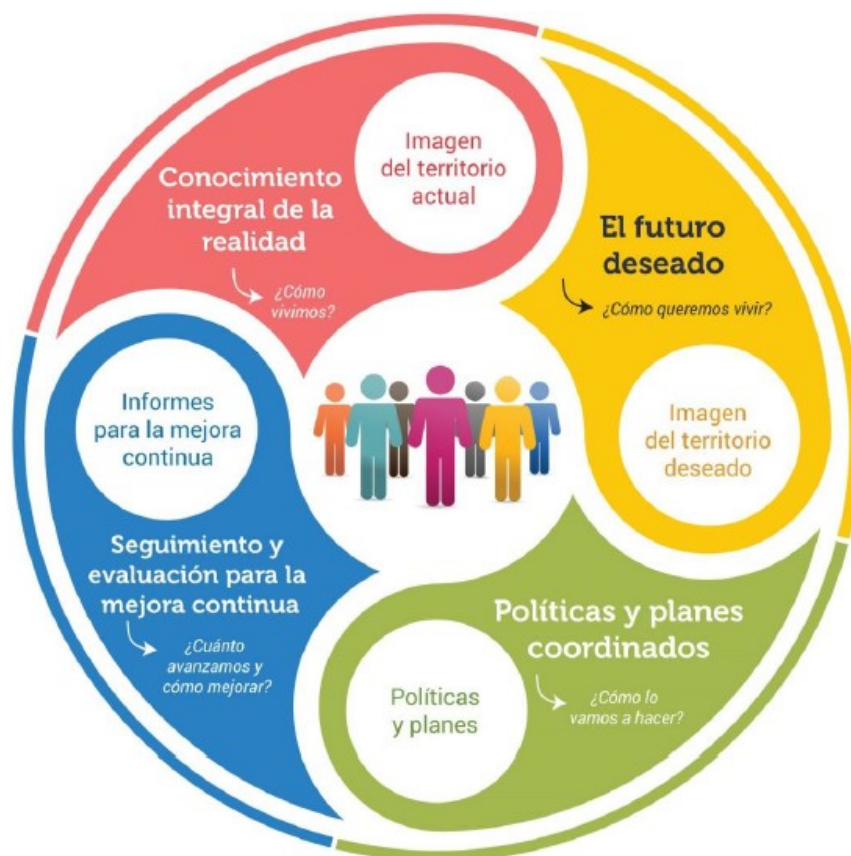 Imagen
del territorio
actual
Conocimiento
integral de la
realidad
¿Cómo
vivimos?
El futuro
deseado
¿Cómo queremos vivir?
Imagen
del territorio
deseado
Políticas y planes
coordinados
¿Cómo lo
vamos a hacer?
Políticas
y planes
Seguimiento y
evaluación para la
mejora continua
¿Cuánto
avanzamos y
cómo mejorar?
Informes
para la mejora
continua